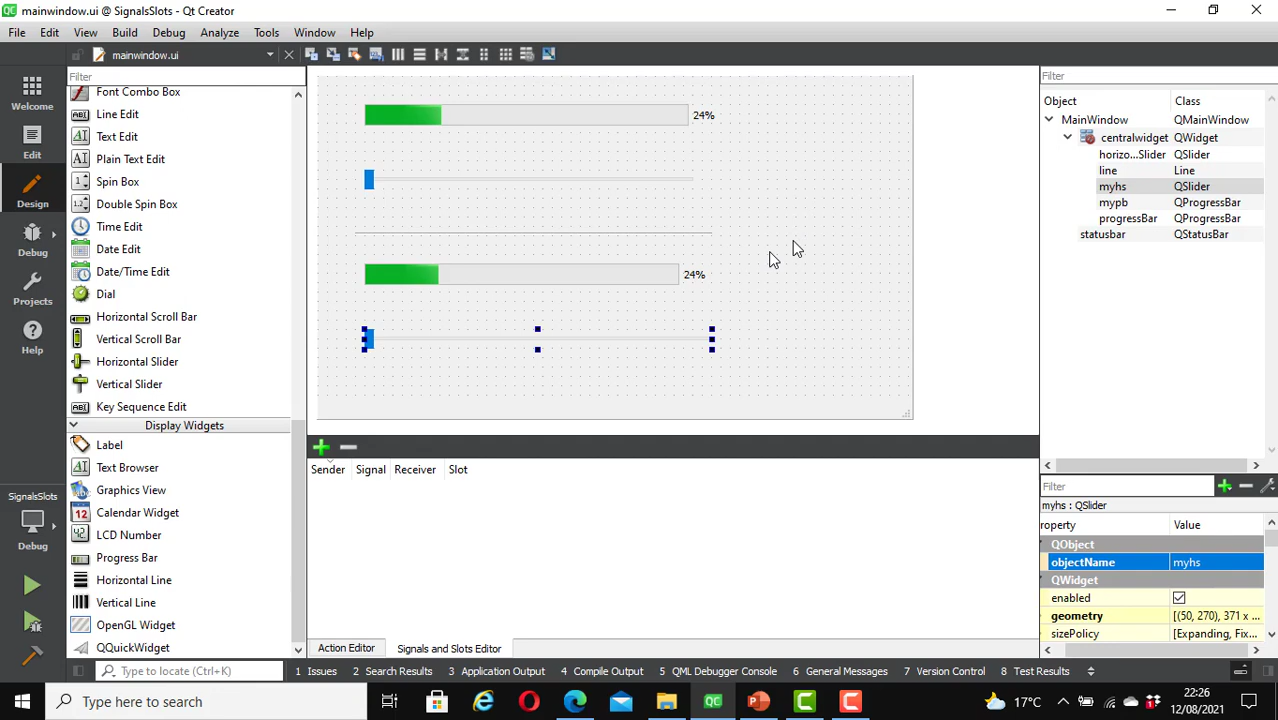 mainwindow.ui @ SignalsSlots - Qt Creator
File Edit View Build Debug Analyze Tools Window Help
mainwindow.ui
Filter
Font Combo Box
Line Edit
Text Edit
Plain Text Edit
Spin Box
Double Spin Box
Time Edit
Date Edit
Date/Time Edit
Dial
Horizontal Scroll Bar
Vertical Scroll Bar
Horizontal Slider
Vertical Slider
Key Sequence Edit
Display Widgets
Label
Text Browser
Graphics View
Calendar Widget
LCD Number
Progress Bar
Horizontal Line
Vertical Line
OpenGL Widget
QQuickWidget
Welcome
Edit
Design
Debug
Projects
Help
SignalsSlots
Debug
24%
24%
Sender Signal Receiver Slot
Action Editor Signals and Slots Editor
Filter
Object Class
MainWindow QMainWindow
centralwidget QWidget
horizo...Slider QSlider
line Line
myhs QSlider
mypb QProgressBar
progressBar QProgressBar
statusbar QStatusBar
Filter
myhs : QSlider
roperty Value
QObject
objectName myhs
QWidget
enabled
geometry [(50, 270), 371 x ...
sizePolicy [Expanding, Fix...
Type to locate (Ctrl+K) 1 Issues 2 Search Results 3 Application Output 4 Compile Output 5 QML Debugger Console 6 General Messages 7 Version Control 8 Test Results
Type here to search
17°C
22:26
12/08/2021